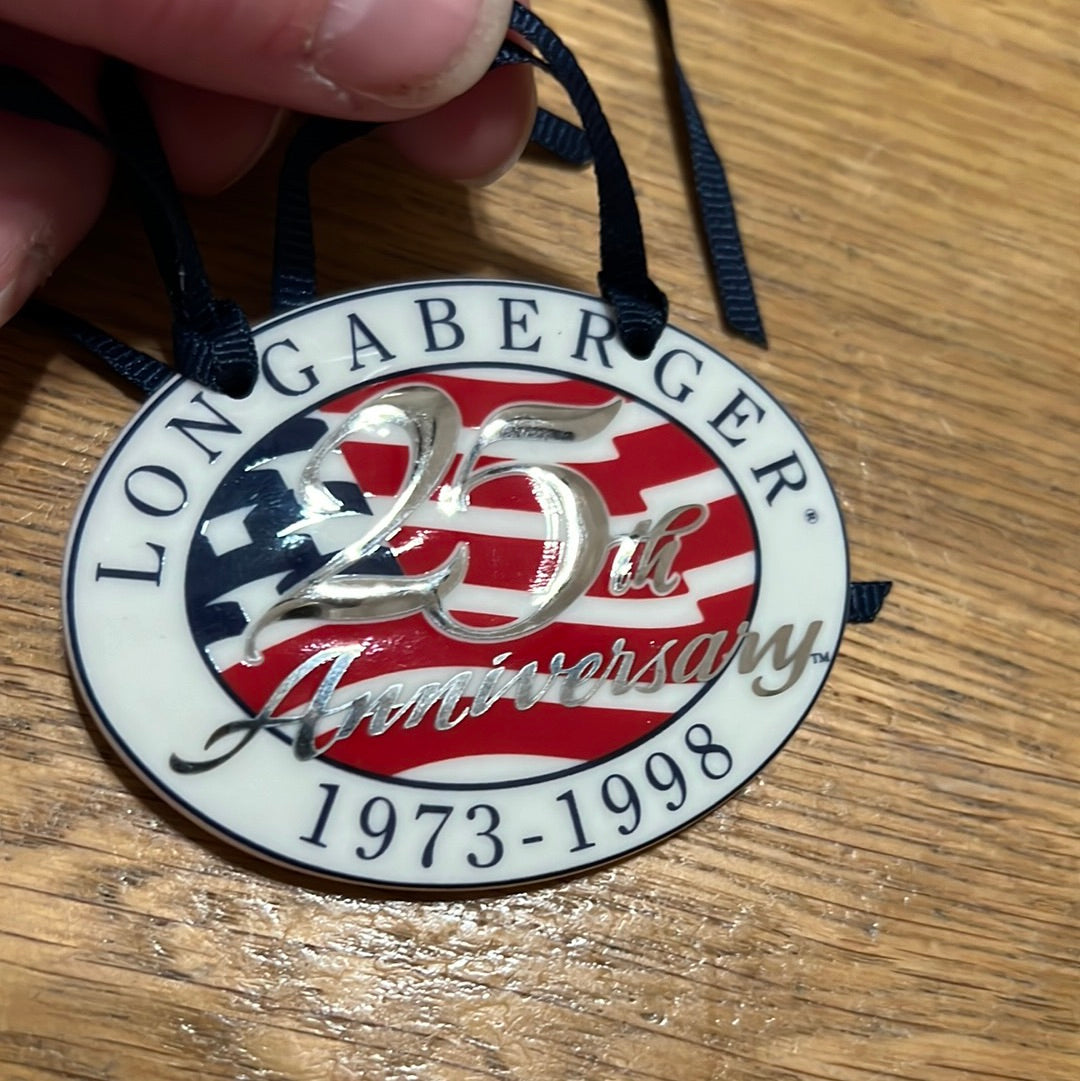 LONGABERGER®
25th
Anniversary™
1973-1998